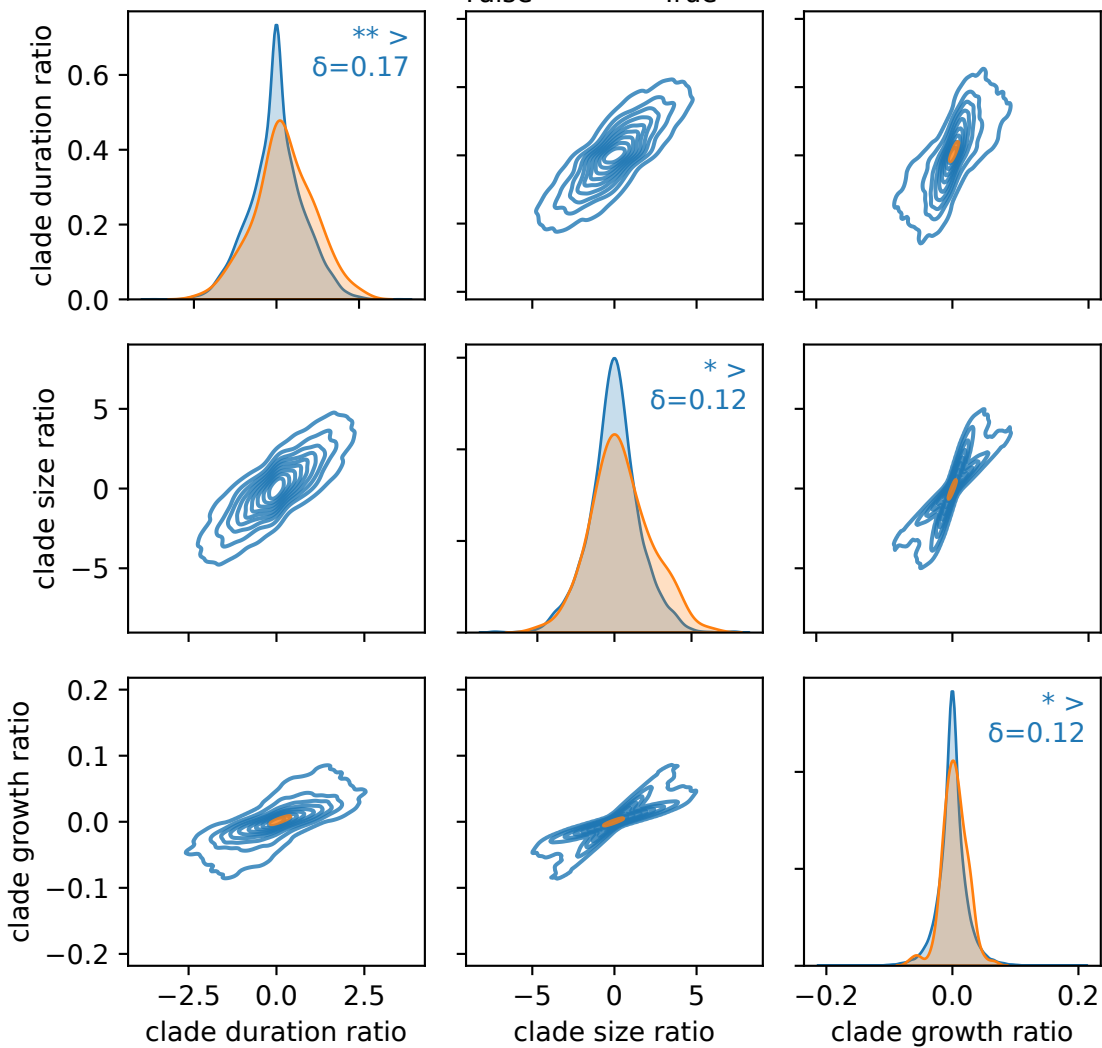 False True
clade duration ratio
0.6
0.4
0.2
0.0
** >
δ=0.17
clade size ratio
5
0
−5
* >
δ=0.12
clade growth ratio
0.2
0.1
0.0
−0.1
−0.2
* >
δ=0.12
−2.5 0.0 2.5
−5 0 5
−0.2 0.0 0.2
clade duration ratio
clade size ratio
clade growth ratio